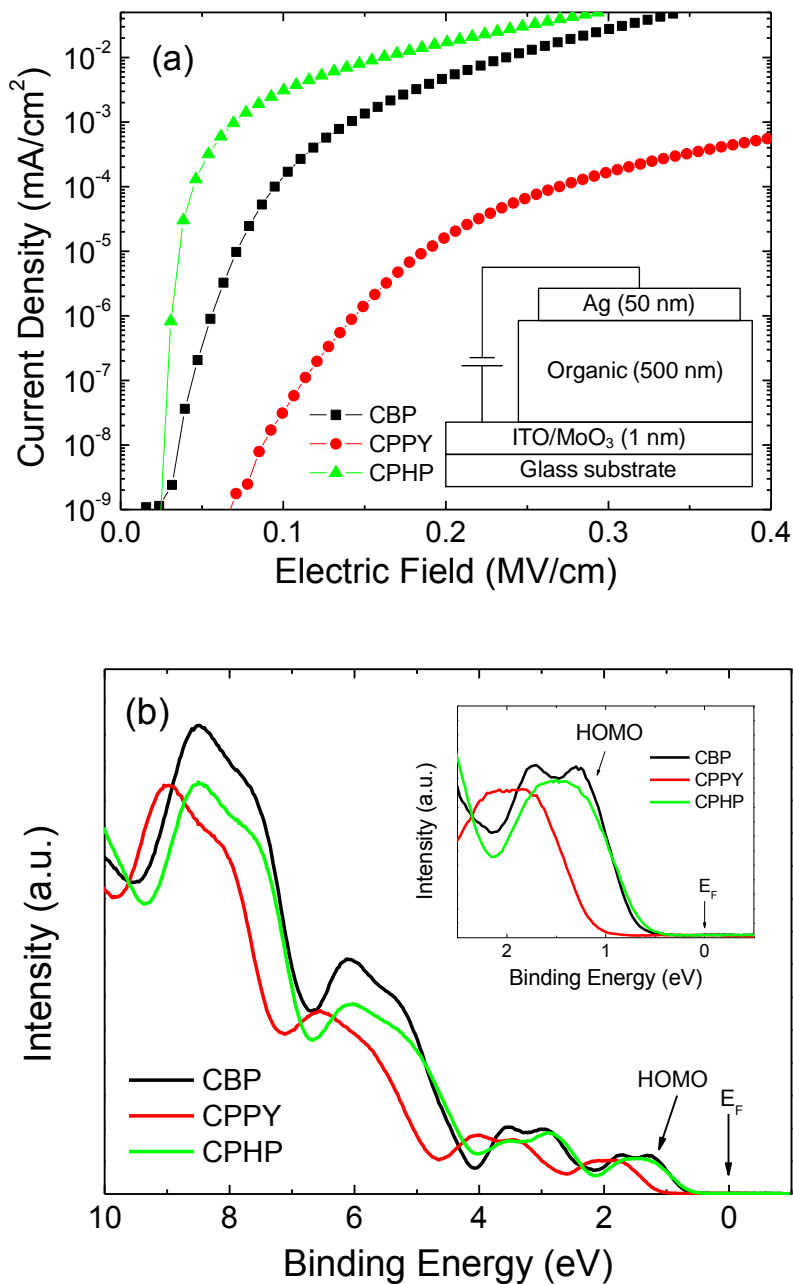 (a)
Current Density (mA/cm²)
10⁻²
10⁻³
10⁻⁴
10⁻⁵
10⁻⁶
10⁻⁷
10⁻⁸
10⁻⁹
CBP
CPPY
CPHP
Ag (50 nm)
Organic (500 nm)
ITO/MoO₃ (1 nm)
Glass substrate
0.0 0.1 0.2 0.3 0.4
Electric Field (MV/cm)
(b)
Intensity (a.u.)
HOMO
CBP
CPPY
CPHP
Intensity (a.u.)
E_F
2 1 0
Binding Energy (eV)
CBP
CPPY
CPHP
HOMO
E_F
10 8 6 4 2 0
Binding Energy (eV)